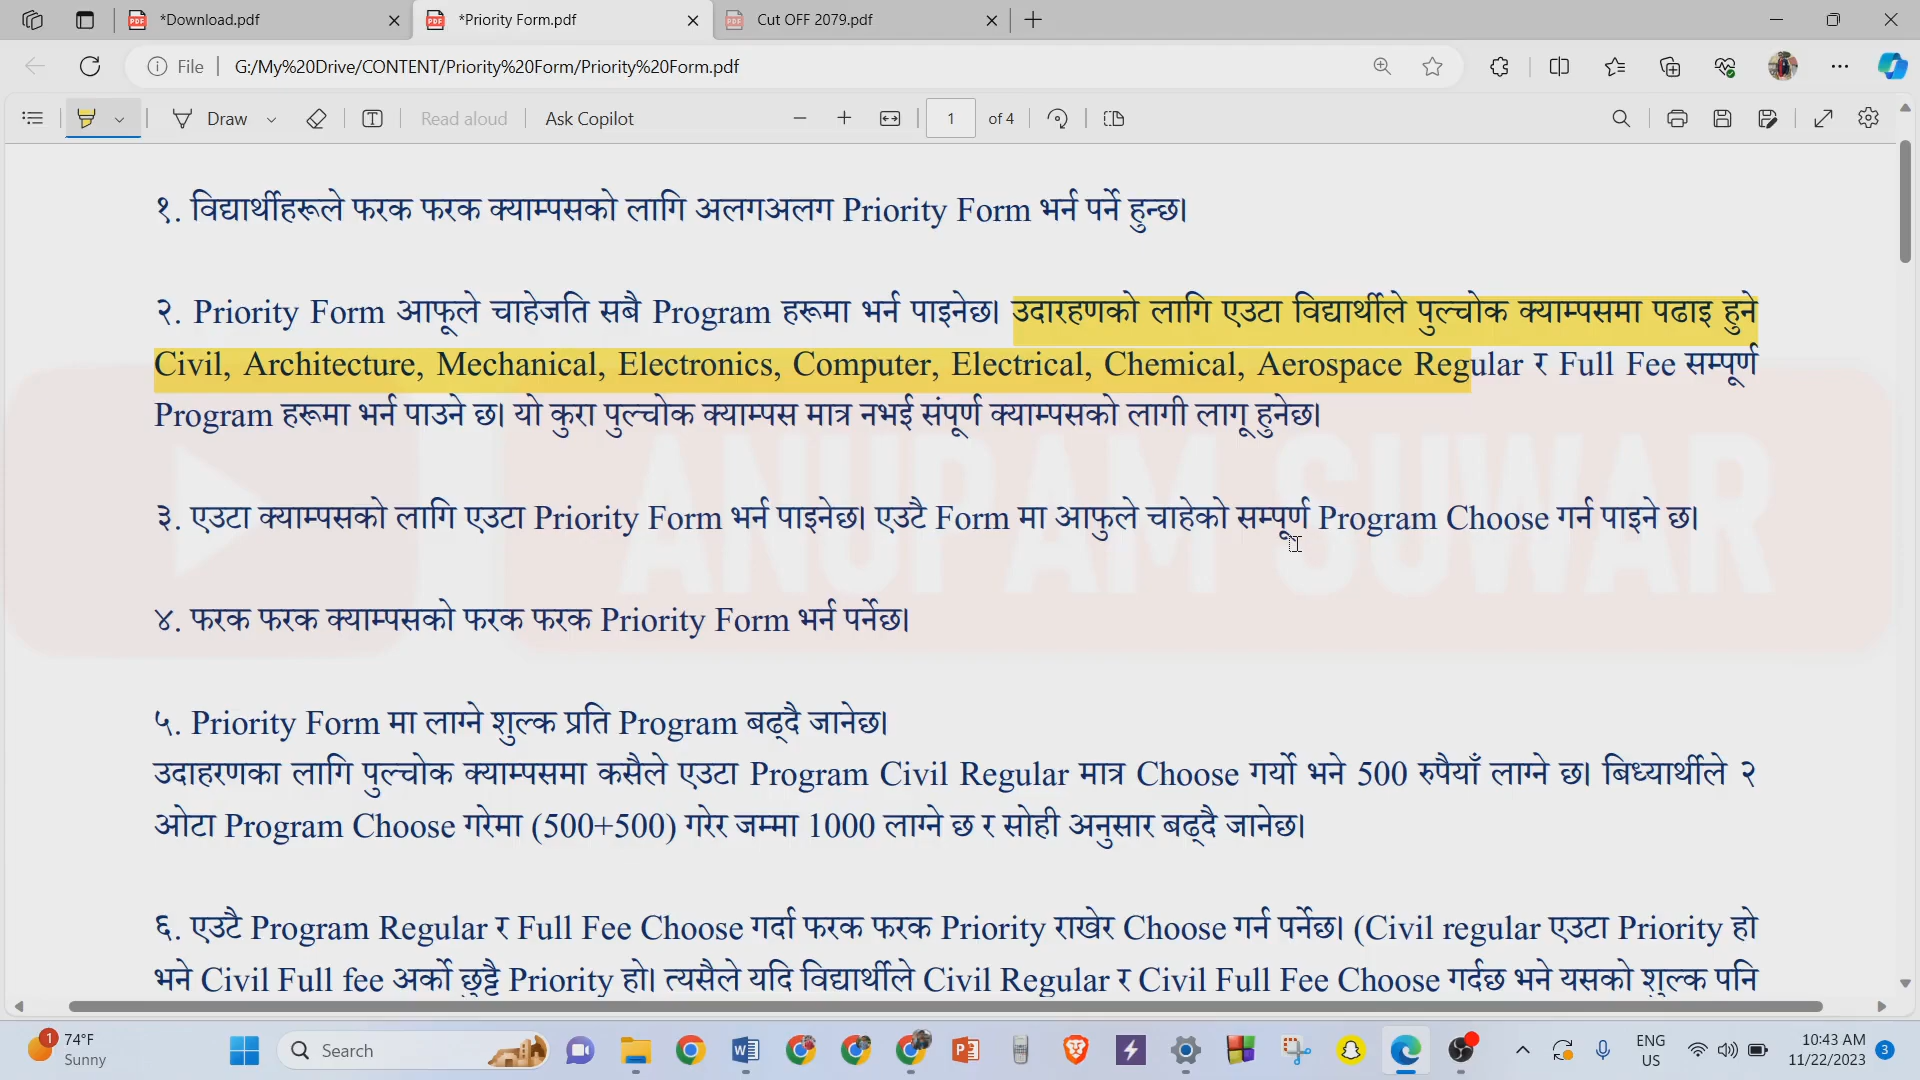 *Download.pdf
*Priority Form.pdf
Cut OFF 2079.pdf
File
G:/My%20Drive/CONTENT/Priority%20Form/Priority%20Form.pdf
Draw
Read aloud
Ask Copilot
1
of 4
१. विद्यार्थीहरूले फरक फरक क्याम्पसको लागि अलगअलग Priority Form भर्न पर्ने हुन्छ।
२. Priority Form आफूले चाहेजति सबै Program हरूमा भर्न पाइनेछ। उदारहणको लागि एउटा विद्यार्थीले पुल्चोक क्याम्पसमा पढाइ हुने
Civil, Architecture, Mechanical, Electronics, Computer, Electrical, Chemical, Aerospace Regular र Full Fee सम्पूर्ण
Program हरूमा भर्न पाउने छ। यो कुरा पुल्चोक क्याम्पस मात्र नभई संपूर्ण क्याम्पसको लागी लागू हुनेछ।
३. एउटा क्याम्पसको लागि एउटा Priority Form भर्न पाइनेछ। एउटै Form मा आफुले चाहेको सम्पूर्ण Program Choose गर्न पाइने छ।
ANUPAM SUWAR
४. फरक फरक क्याम्पसको फरक फरक Priority Form भर्न पर्नेछ।
५. Priority Form मा लाग्ने शुल्क प्रति Program बढ्दै जानेछ।
उदाहरणका लागि पुल्चोक क्याम्पसमा कसैले एउटा Program Civil Regular मात्र Choose गर्यो भने 500 रुपैयाँ लाग्ने छ। बिध्यार्थीले २
ओटा Program Choose गरेमा (500+500) गरेर जम्मा 1000 लाग्ने छ र सोही अनुसार बढ्दै जानेछ।
६. एउटै Program Regular र Full Fee Choose गर्दा फरक फरक Priority राखेर Choose गर्न पर्नेछ। (Civil regular एउटा Priority हो
भने Civil Full fee अर्को छुट्टै Priority हो। त्यसैले यदि विद्यार्थीले Civil Regular र Civil Full Fee Choose गर्दछ भने यसको शुल्क पनि
1
74°F
Sunny
Search
ENG
US
10:43 AM
11/22/2023
3